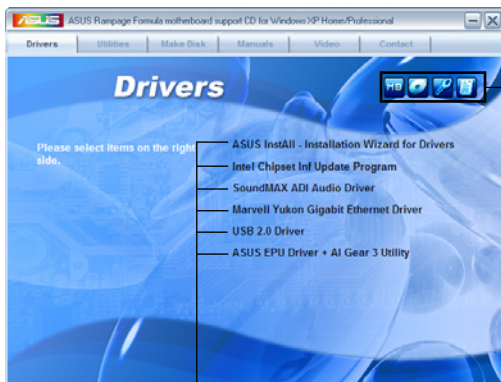 ASUS ASUS Rampage Formula motherboard support CD for Windows XP Home/Professional
Drivers Utilities Make Disk Manuals Video Contact
Drivers
Please select items on the right side.
ASUS InstAll - Installation Wizard for Drivers
Intel Chipset Inf Update Program
SoundMAX ADI Audio Driver
Marvell Yukon Gigabit Ethernet Driver
USB 2.0 Driver
ASUS EPU Driver + AI Gear 3 Utility